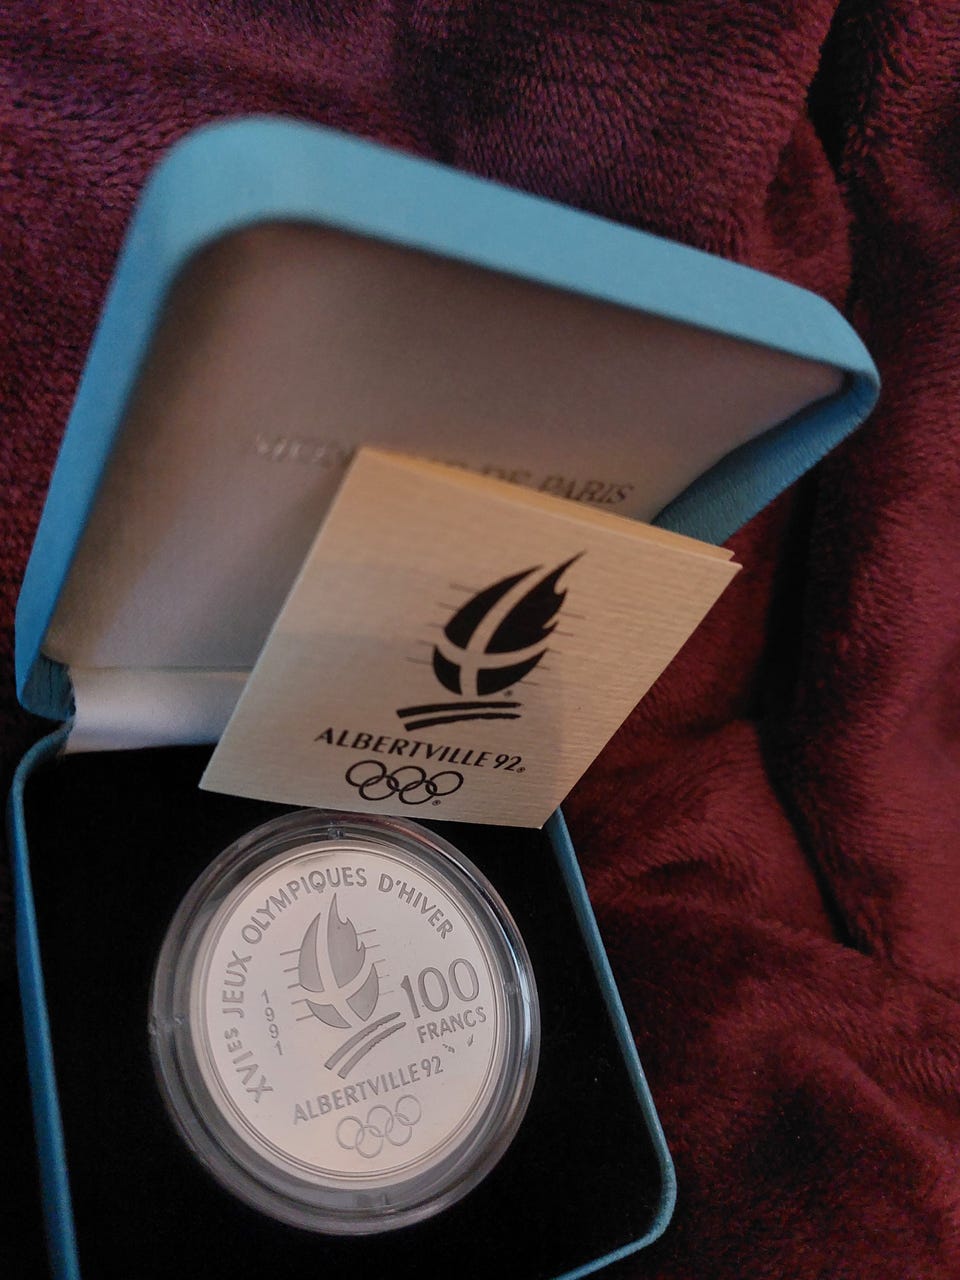 DE PARIS
ALBERTVILLE 92
XVIES JEUX OLYMPIQUES D'HIVER
1991
100
FRANCS
ALBERTVILLE 92